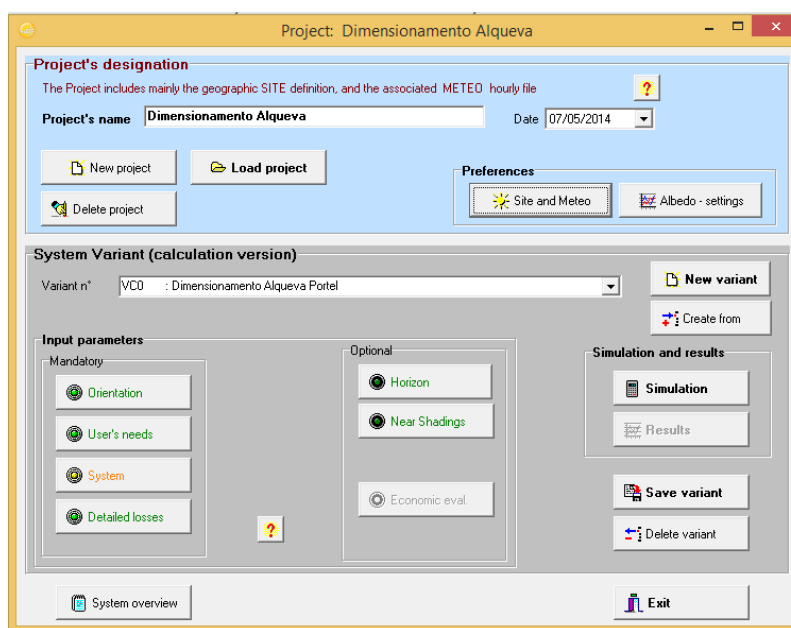 Project: Dimensionamento Alqueva
Project's designation
The Project includes mainly the geographic SITE definition, and the associated METEO hourly file
?
Project's name Dimensionamento Alqueva Date 07/05/2014
New project Load project
Preferences
Delete project Site and Meteo Albedo - settings
System Variant (calculation version)
Variant n° VC0 : Dimensionamento Alqueva Portel New variant
Create from
Input parameters
Mandatory Optional Simulation and results
Orientation Horizon Simulation
User's needs Near Shadings Results
System Economic eval. Save variant
Detailed losses ? Delete variant
System overview Exit